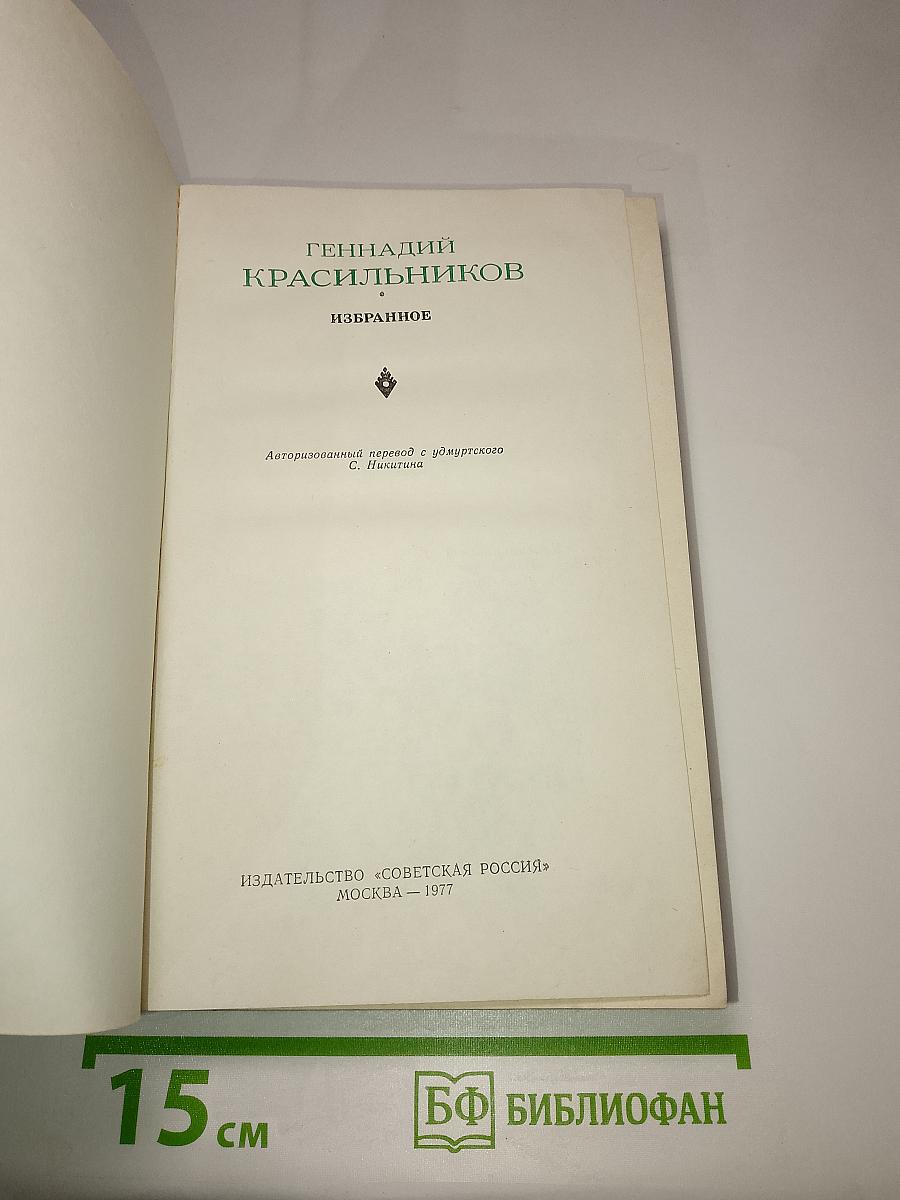 ГЕННАДИЙ
КРАСИЛЬНИКОВ
ИЗБРАННОЕ
Авторизованный перевод с удмуртского
С. Никитина
ИЗДАТЕЛЬСТВО «СОВЕТСКАЯ РОССИЯ»
МОСКВА — 1977
15 см
БФ БИБЛИОФАН